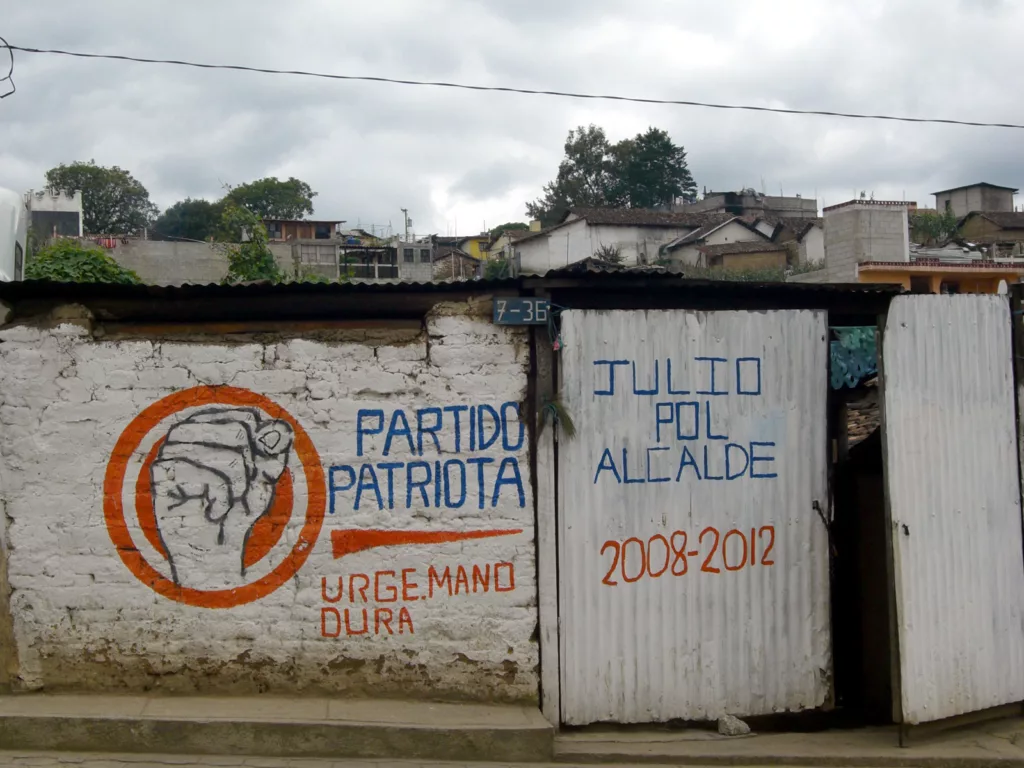 7-36
PARTIDO
PATRIOTA
URGE.MANO
DURA
JULIO
POL
ALCALDE
2008-2012